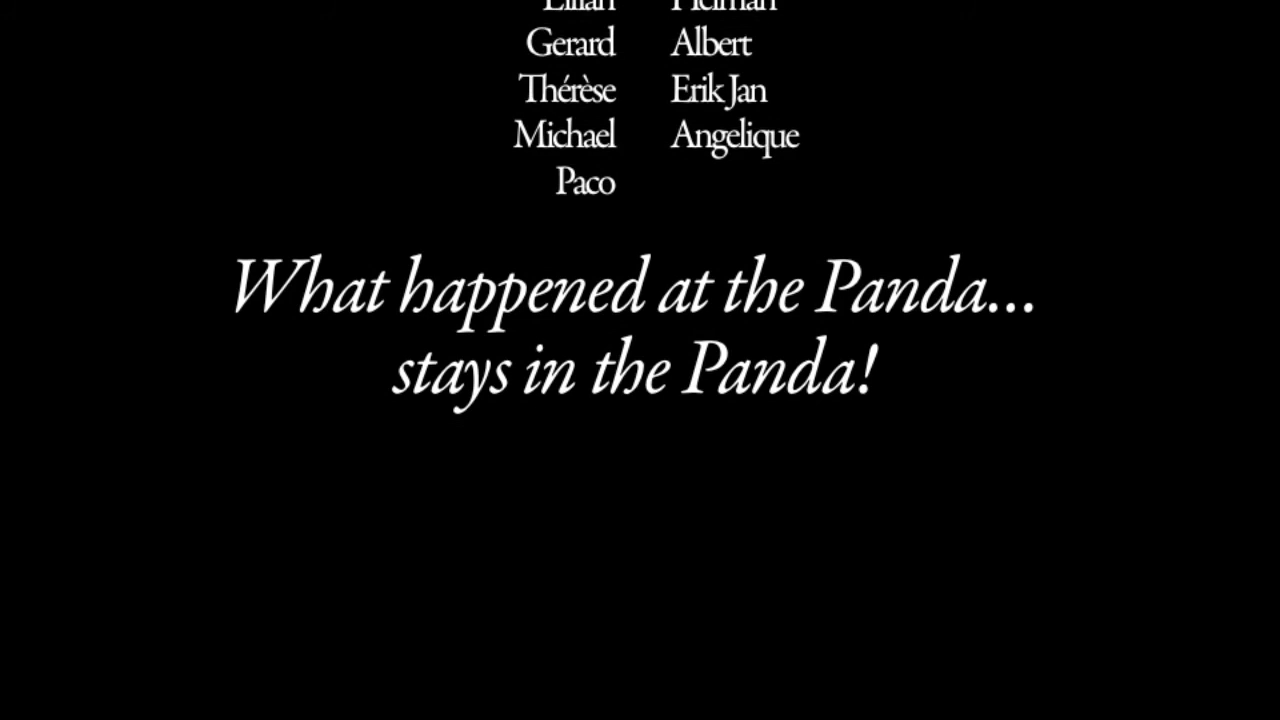 Gerard Albert
Thérèse Erik Jan
Michael Angelique
Paco
What happened at the Panda...
stays in the Panda!